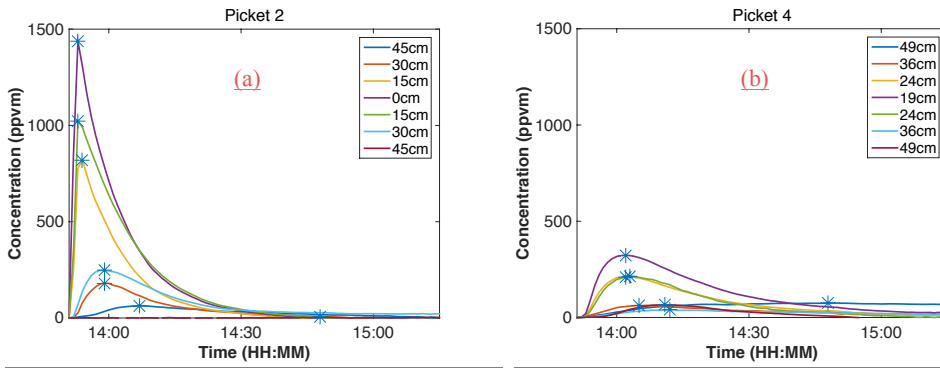 Picket 2
1500
1000
500
0
14:00
14:30
15:00
Concentration (ppvm)
Time (HH:MM)
(a)
45cm
30cm
15cm
0cm
15cm
30cm
45cm
Picket 4
1500
1000
500
0
14:00
14:30
15:00
Concentration (ppvm)
Time (HH:MM)
(b)
49cm
36cm
24cm
19cm
24cm
36cm
49cm